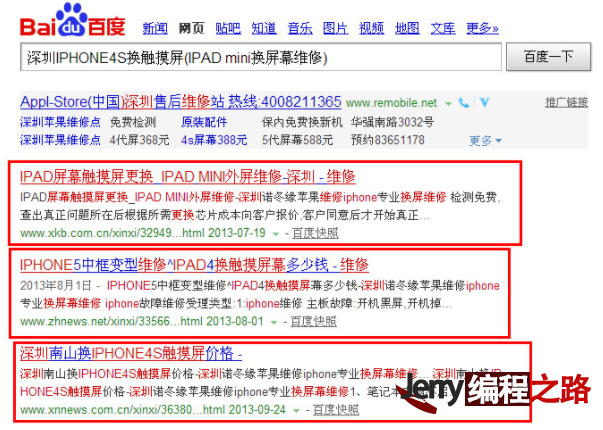 Bai du 百度
新闻 网页 贴吧 知道 音乐 图片 视频 地图 文库 更多»
深圳IPHONE4S换触摸屏(IPAD mini换屏幕维修) 百度一下
Appl-Store(中国)深圳售后维修站 热线:4008211365 www.remobile.net 推广链接
深圳苹果维修点 免费检测 原装配件 保内免费换新机 华强南路3032号
深圳苹果维修点 4代屏368元 4s屏幕388元 5代屏幕588元 预约83651178 更多
IPAD屏幕触摸屏更换_IPAD MINI外屏维修-深圳 - 维修
IPAD屏幕触摸屏更换_IPAD MINI外屏维修-深圳诺冬缘苹果维修iphone专业换屏维修 检测免费,
查出真正问题所在后根据所需更换芯片成本向客户报价,客户同意后才开始真正...
www.xkb.com.cn/xinxi/32949...html 2013-07-19 - 百度快照
IPHONE5中框变型维修^IPAD4换触摸屏幕多少钱 - 维修
2013年8月1日 - IPHONE5中框变型维修^IPAD4换触摸屏幕多少钱-深圳诺冬缘苹果维修iphone
专业换屏幕维修 iphone故障维修受理类型:1:iphone维修 主板故障:开机黑屏,开机掉...
www.zhnews.net/xinxi/33566...html 2013-08-01 - 百度快照
深圳南山换IPHONE4S触摸屏价格 -
深圳南山换IPHONE4S触摸屏价格-深圳诺冬缘苹果维修iphone专业换屏幕维修... 深圳南山换IP
HONE4S触摸屏价格-深圳诺冬缘苹果维修iphone专业换屏幕维修1、笔记本
www.xnnews.com.cn/xinxi/36380...html 2013-09-24 - 百度快照
Jerry编程之路